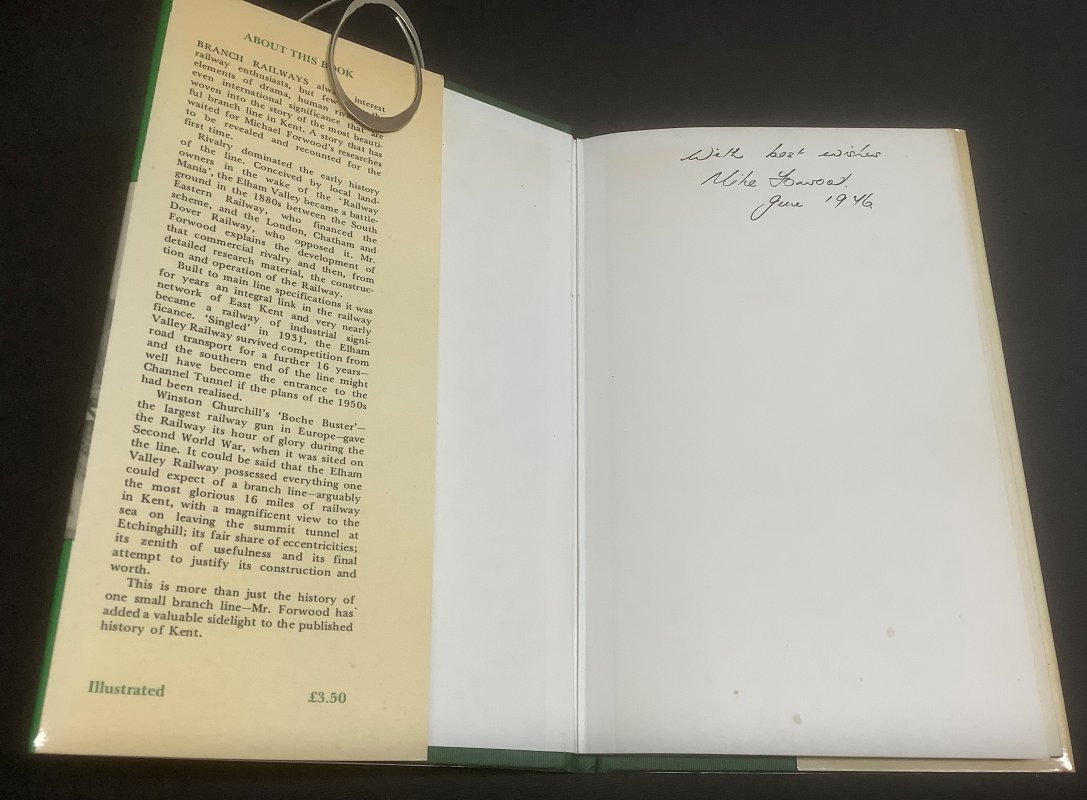 ABOUT THIS BOOK
BRANCH RAILWAYS interest
railway enthusiasts, but
elements of drama, human
even international significance that are
woven into the story of the most beauti-
ful branch line in Kent. A story that has
waited for Michael Forwood's researches
to be revealed and recounted for the
first time.
Rivalry dominated the early history
of the line. Conceived by local land-
owners in the wake of the 'Railway
Mania', the Elham Valley became a battle-
ground in the 1880s between the South
Eastern Railway, who financed the
scheme, and the London, Chatham and
Dover Railway, who opposed it. Mr.
Forwood explains the development of
that commercial rivalry and then, from
detailed research material, the construc-
tion and operation of the Railway.
Built to main line specifications it was
for years an integral link in the railway
network of East Kent and very nearly
became a railway of industrial signi-
ficance. 'Singled' in 1931, the Elham
Valley Railway survived competition from
road transport for a further 16 years—
and the southern end of the line might
well have become the entrance to the
Channel Tunnel if the plans of the 1950s
had been realised.
Winston Churchill's 'Boche Buster'—
the largest railway gun in Europe—gave
the Railway its hour of glory during the
Second World War, when it was sited on
the line. It could be said that the Elham
Valley Railway possessed everything one
could expect of a branch line—arguably
the most glorious 16 miles of railway
in Kent, with a magnificent view to the
sea on leaving the summit tunnel at
Etchinghill; its fair share of eccentricities;
its zenith of usefulness and its final
attempt to justify its construction and
worth.
This is more than just the history of
one small branch line—Mr. Forwood has
added a valuable sidelight to the published
history of Kent.
Illustrated £3.50
With best wishes
Mike Forwood.
June